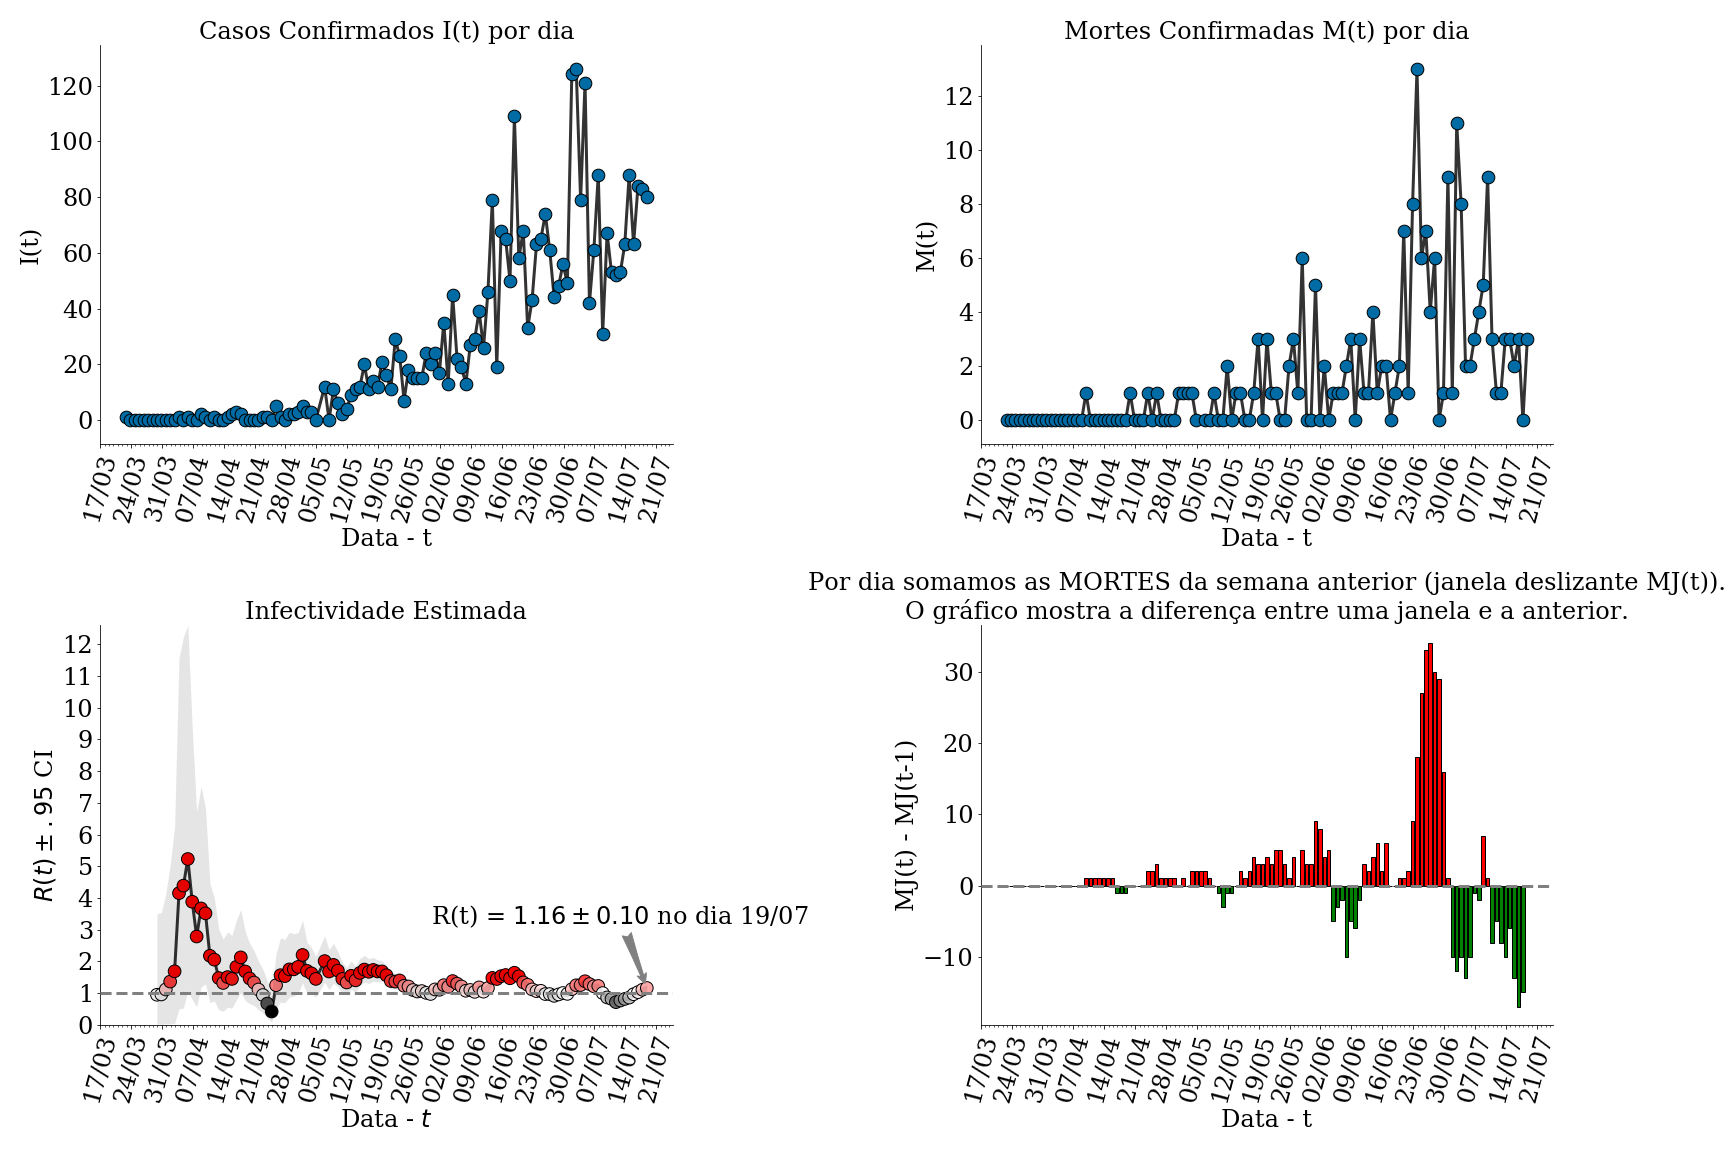 Casos Confirmados I(t) por dia
I(t)
120
100
80
60
40
20
0
17/03 24/03 31/03 07/04 14/04 21/04 28/04 05/05 12/05 19/05 26/05 02/06 09/06 16/06 23/06 30/06 07/07 14/07 21/07
Data - t
Mortes Confirmadas M(t) por dia
M(t)
12
10
8
6
4
2
0
17/03 24/03 31/03 07/04 14/04 21/04 28/04 05/05 12/05 19/05 26/05 02/06 09/06 16/06 23/06 30/06 07/07 14/07 21/07
Data - t
Infectividade Estimada
R(t) ± .95 CI
12
11
10
9
8
7
6
5
4
3
2
1
0
R(t) = 1.16 ± 0.10 no dia 19/07
17/03 24/03 31/03 07/04 14/04 21/04 28/04 05/05 12/05 19/05 26/05 02/06 09/06 16/06 23/06 30/06 07/07 14/07 21/07
Data - t
Por dia somamos as MORTES da semana anterior (janela deslizante MJ(t)).
O gráfico mostra a diferença entre uma janela e a anterior.
MJ(t) - MJ(t-1)
30
20
10
0
−10
17/03 24/03 31/03 07/04 14/04 21/04 28/04 05/05 12/05 19/05 26/05 02/06 09/06 16/06 23/06 30/06 07/07 14/07 21/07
Data - t